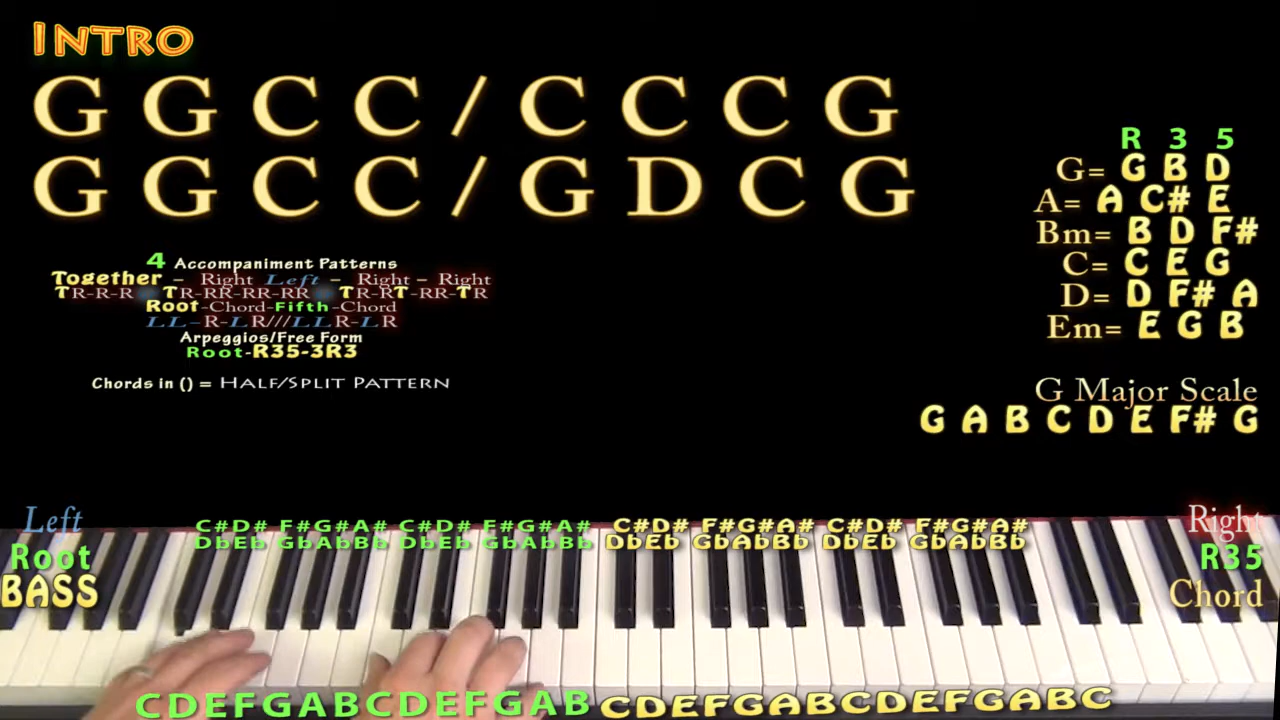 INTRO
G G C C / C C C G
G G C C / G D C G
R 3 5
G= G B D
A= A C# E
Bm= B D F#
C= C E G
D= D F# A
Em= E G B
4 Accompaniment Patterns
Together - Right Left - Right - Right
TR-R-R TR-RR-RR-RR TR-RT-RR-TR
Root-Chord-Fifth-Chord
LL-R-LR///LLR-LR
Arpeggios/Free Form
Root-R35-3R3
Chords in () = HALF/SPLIT PATTERN
G Major Scale
G A B C D E F# G
Left
Root
BASS
C#D# F#G#A# C#D# F#G#A# C#D# F#G#A# C#D# F#G#A#
DbEb GbAbBb DbEb GbAbBb DbEb GbAbBb DbEb GbAbBb
Right
R35
Chord
CDEFGABCDEFGAB CDEFGABCDEFGABC